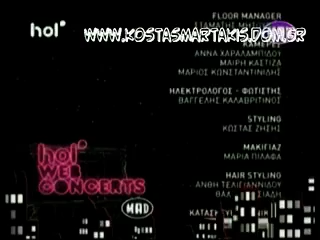 hol°
WWW.KOSTASMARTAKIS.COM.GR
FLOOR MANAGER
ΚΑΜΕΡΕΣ
ΑΝΝΑ ΧΑΡΑΛΑΜΠΙΔΟΥ
ΜΑΙΡΗ ΚΑΣΤΙΖΑ
ΜΑΡΙΟΣ ΚΩΝΣΤΑΝΤΙΝΙΔΗΣ
ΗΛΕΚΤΡΟΛΟΓΟΣ - ΦΩΤΙΣΤΗΣ
ΒΑΓΓΕΛΗΣ ΚΑΛΑΒΡΙΤΙΝΟΣ
STYLING
ΚΩΣΤΑΣ ΖΗΣΗΣ
ΜΑΚΙΓΙΑΖ
ΜΑΡΙΑ ΠΙΛΑΦΑ
HAIR STYLING
ΑΝΘΗ ΤΕΛΙΓΙΑΝΝΙΔΟΥ
hol°
WEB
CONCERTS
MAD